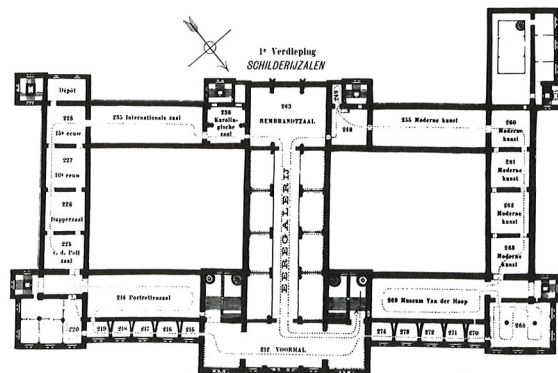 1e Verdieping
SCHILDERIJZALEN
Dépôt
228
15e eeuw
227
16e eeuw
226
Dupperzaal
225
v. d. Poll
zaal
235 Internationale zaal
236
Karolin-
gische
zaal
243
REMBRANDTZAAL
EEREGALERIJ
248
255 Moderne kunst
260
Moderne
kunst
261
Moderne
kunst
262
Moderne
kunst
263
Moderne
kunst
214 Portrettenzaal
269 Museum Van der Hoop
220
219
218
217
216
215
212 VOORHAL
274
273
272
271
270
265